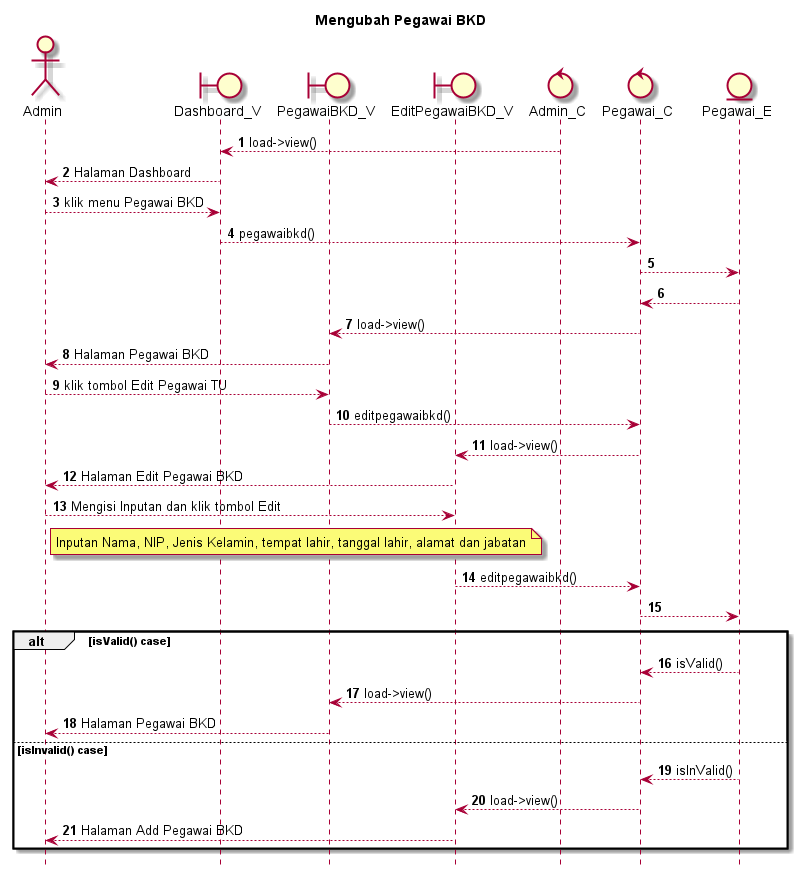 Mengubah Pegawai BKD
Admin
Dashboard_V
PegawaiBKD_V
EditPegawaiBKD_V
Admin_C
Pegawai_C
Pegawai_E
1 load->view()
2 Halaman Dashboard
3 klik menu Pegawai BKD
4 pegawaibkd()
5
6
7 load->view()
8 Halaman Pegawai BKD
9 klik tombol Edit Pegawai TU
10 editpegawaibkd()
11 load->view()
12 Halaman Edit Pegawai BKD
13 Mengisi Inputan dan klik tombol Edit
Inputan Nama, NIP, Jenis Kelamin, tempat lahir, tanggal lahir, alamat dan jabatan
14 editpegawaibkd()
15
alt [isValid() case]
16 isValid()
17 load->view()
18 Halaman Pegawai BKD
[isInvalid() case]
19 isInValid()
20 load->view()
21 Halaman Add Pegawai BKD